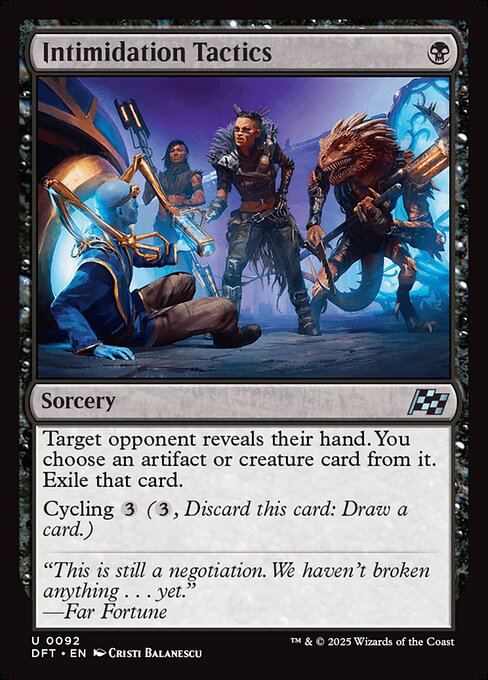 Intimidation Tactics
Sorcery
Target opponent reveals their hand. You
choose an artifact or creature card from it.
Exile that card.
Cycling 3 (3, Discard this card: Draw a
card.)
“This is still a negotiation. We haven’t broken
anything . . . yet.”
—Far Fortune
U 0092
DFT • EN Cristi Balanescu
™ & © 2025 Wizards of the Coast